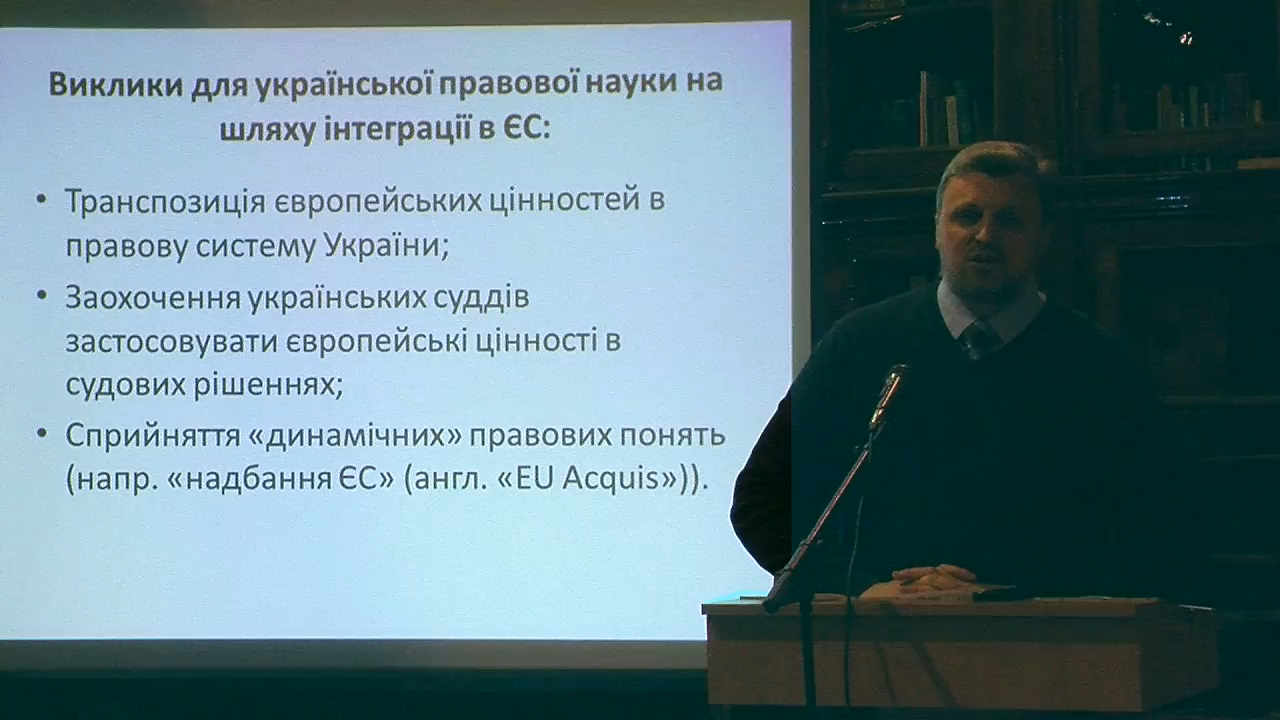 Виклики для української правової науки на
шляху інтеграції в ЄС:
• Транспозиція європейських цінностей в
правову систему України;
• Заохочення українських суддів
застосовувати європейські цінності в
судових рішеннях;
• Сприйняття «динамічних» правових понять
(напр. «надбання ЄС» (англ. «EU Acquis»)).